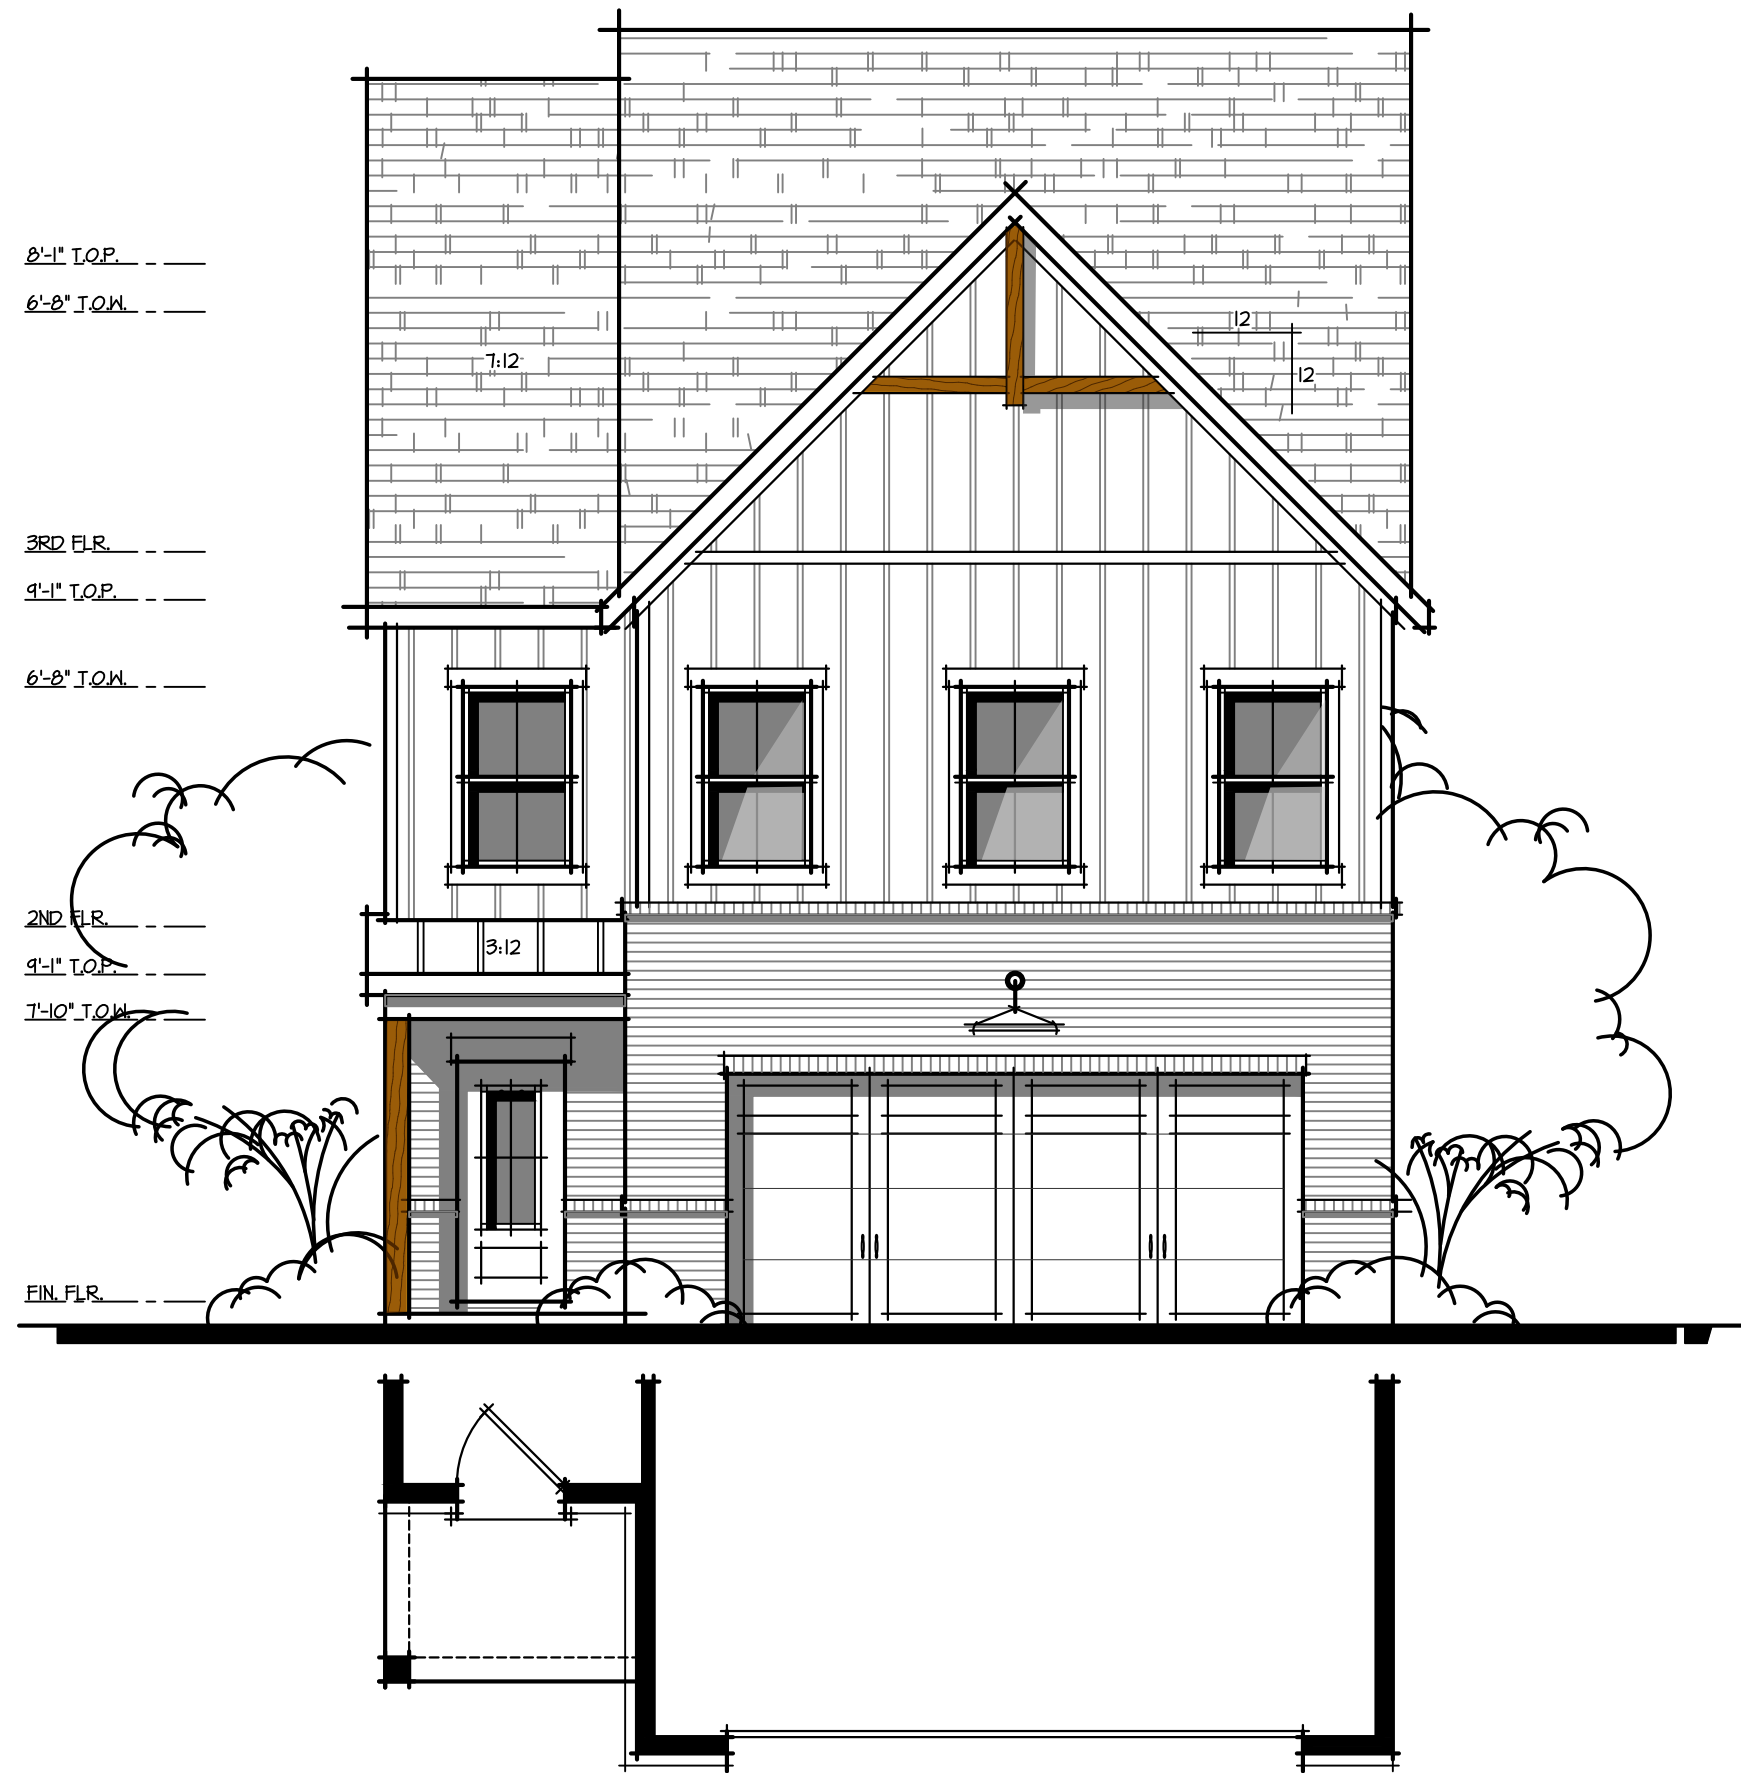 8'-1" T.O.P.
6'-8" T.O.W.
12
7:12
12
3RD FLR.
9'-1" T.O.P.
6'-8" T.O.W.
2ND FLR.
3:12
9'-1" T.O.P.
7'-10" T.O.W.
FIN. FLR.